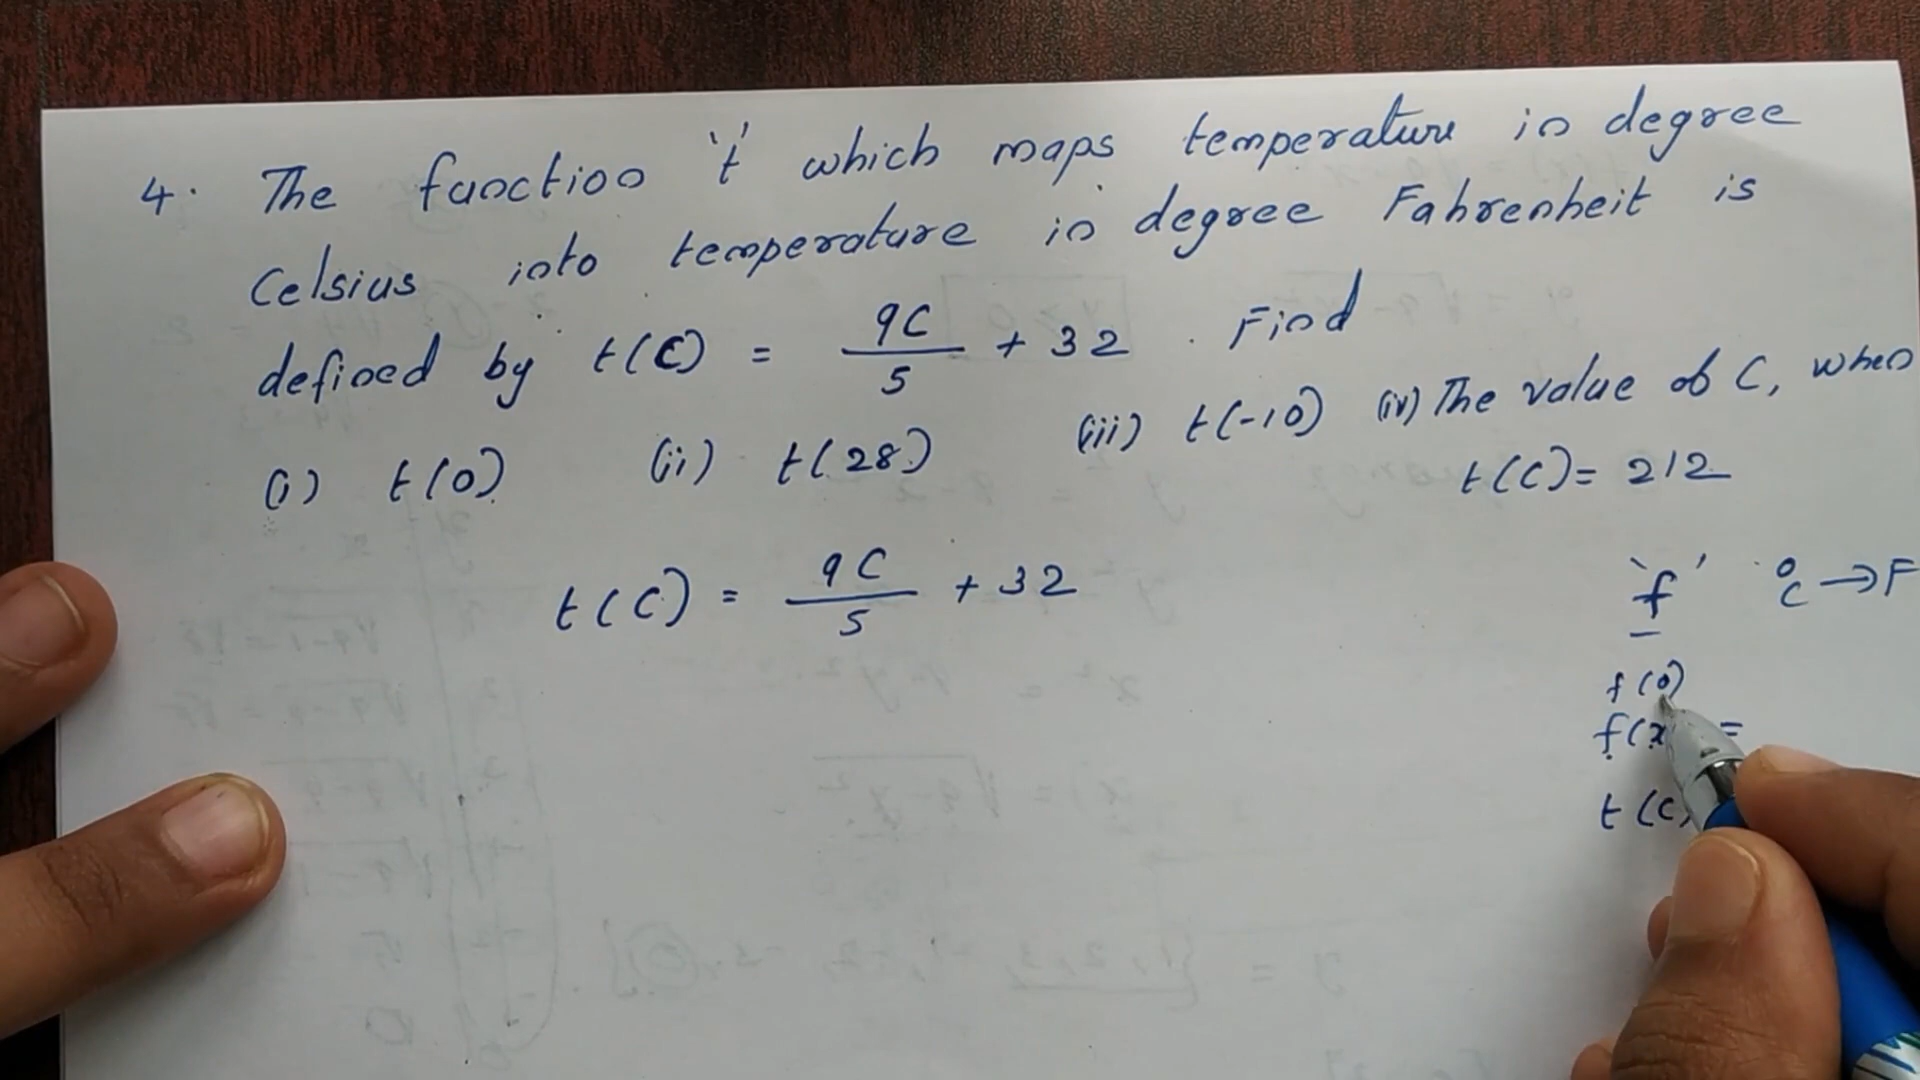 4. The function 't' which maps temperature in degree
Celsius into temperature in degree Fahrenheit is
defined by t(C) = 9C/5 + 32 . Find
(i) t(0) (ii) t(28) (iii) t(-10) (iv) The value of C, when
t(C) = 212
t(C) = 9C/5 + 32
'f' °C → F
f(0)
f(x) =
t(C)